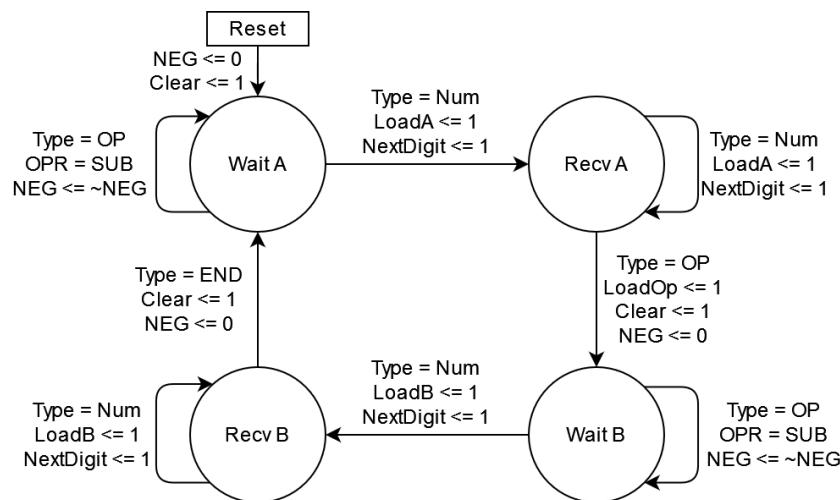 Reset
NEG <= 0
Clear <= 1
Type = OP
OPR = SUB
NEG <= ~NEG
Wait A
Type = Num
LoadA <= 1
NextDigit <= 1
Recv A
Type = Num
LoadA <= 1
NextDigit <= 1
Type = END
Clear <= 1
NEG <= 0
Type = OP
LoadOp <= 1
Clear <= 1
NEG <= 0
Type = Num
LoadB <= 1
NextDigit <= 1
Recv B
Type = Num
LoadB <= 1
NextDigit <= 1
Wait B
Type = OP
OPR = SUB
NEG <= ~NEG